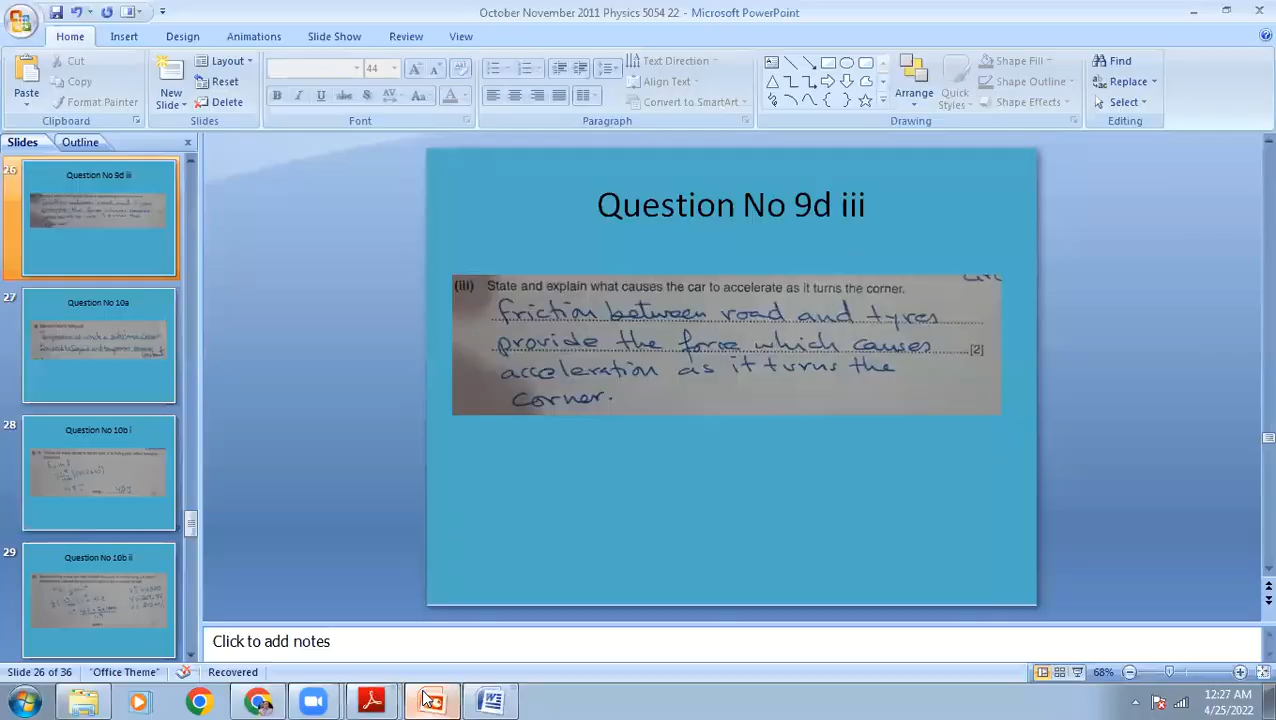 October November 2011 Physics 5054 22 - Microsoft PowerPoint
Home Insert Design Animations Slide Show Review View
Cut
Copy
Format Painter
Paste
Clipboard
New Slide
Layout
Reset
Delete
Slides
44
B I U abc S AV Aa A
Font
Text Direction
Align Text
Convert to SmartArt
Paragraph
Arrange
Quick Styles
Shape Fill
Shape Outline
Shape Effects
Drawing
Find
Replace
Select
Editing
Slides Outline
26
Question No 9d iii
27
Question No 10a
28
Question No 10b i
29
Question No 10b ii
Question No 9d iii
(iii) State and explain what causes the car to accelerate as it turns the corner.
friction between road and tyres
provide the force which causes
[2]
acceleration as it turns the
corner.
Click to add notes
Slide 26 of 36 "Office Theme" Recovered 68%
12:27 AM
4/25/2022